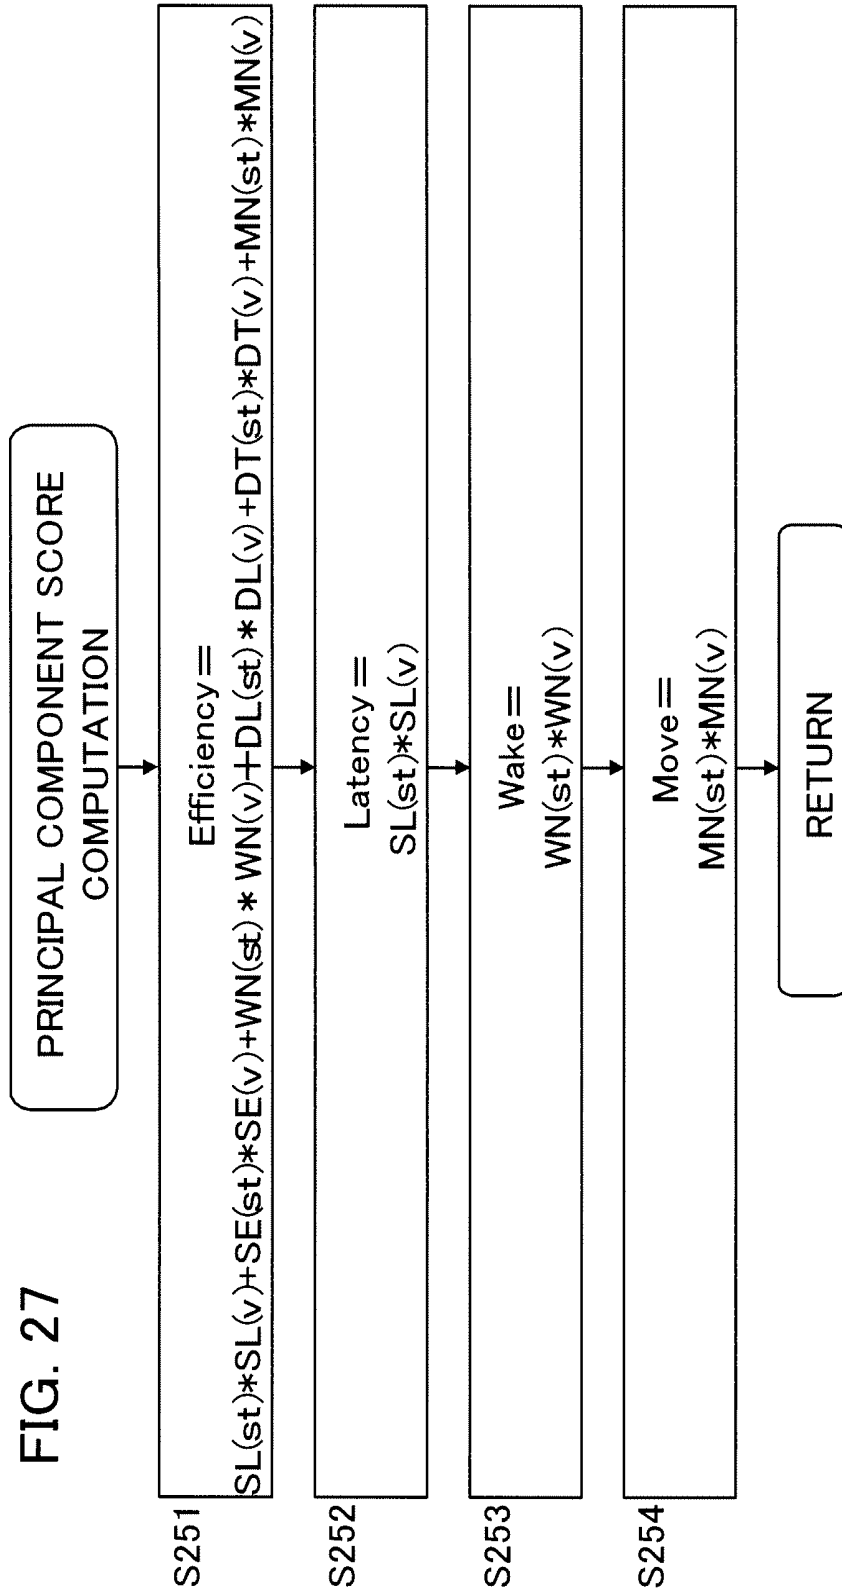 FIG. 27
PRINCIPAL COMPONENT SCORE
COMPUTATION
S251
Efficiency=
SL(st)*SL(v)+SE(st)*SE(v)+WN(st)*WN(v)+DL(st)*DL(v)+DT(st)*DT(v)+MN(st)*MN(v)
S252
Latency=
SL(st)*SL(v)
S253
Wake=
WN(st)*WN(v)
S254
Move=
MN(st)*MN(v)
RETURN